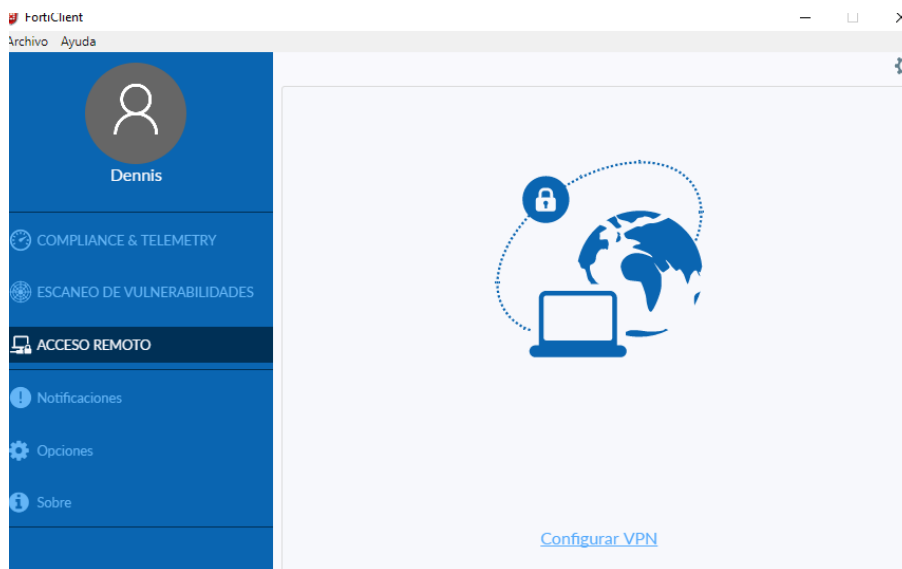 FortiClient
Archivo Ayuda
Dennis
COMPLIANCE & TELEMETRY
ESCANEO DE VULNERABILIDADES
ACCESO REMOTO
Notificaciones
Opciones
Sobre
Configurar VPN